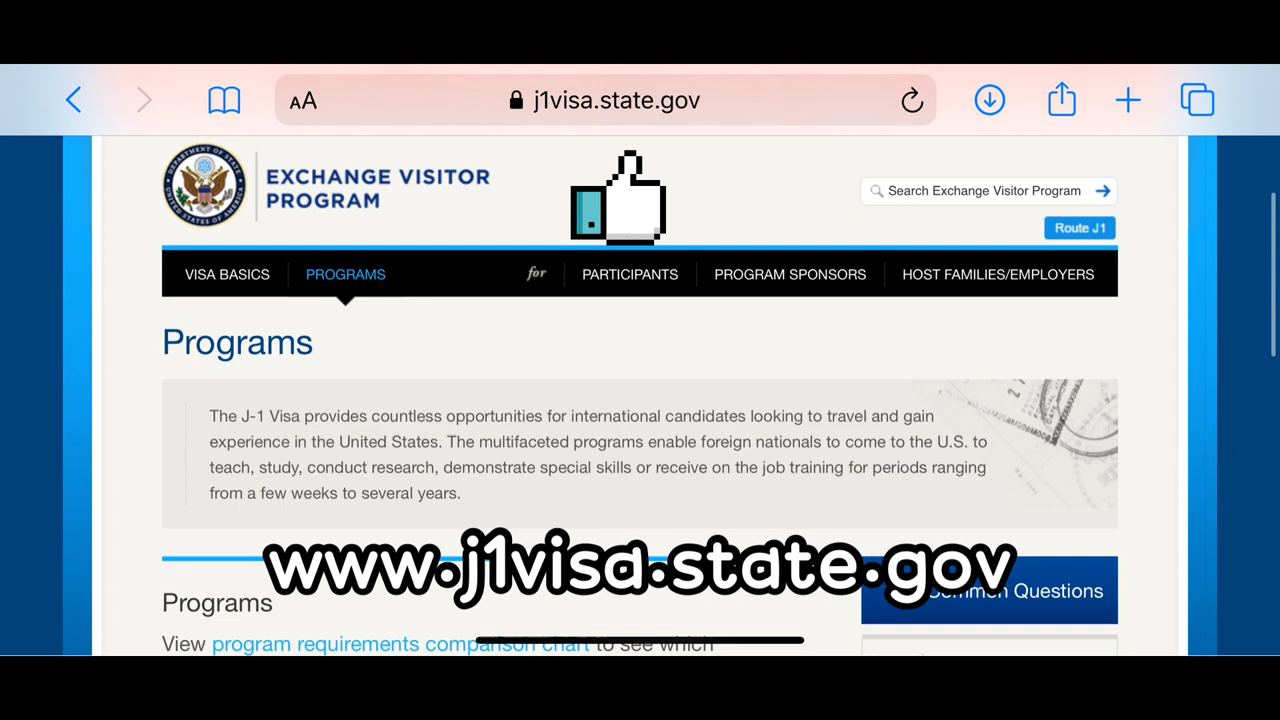 AA
j1visa.state.gov
EXCHANGE VISITOR
PROGRAM
Search Exchange Visitor Program
Route J1
VISA BASICS
PROGRAMS
for
PARTICIPANTS
PROGRAM SPONSORS
HOST FAMILIES/EMPLOYERS
Programs
The J-1 Visa provides countless opportunities for international candidates looking to travel and gain
experience in the United States. The multifaceted programs enable foreign nationals to come to the U.S. to
teach, study, conduct research, demonstrate special skills or receive on the job training for periods ranging
from a few weeks to several years.
www.j1visa.state.gov
Common Questions
Programs
View program requirements comparison chart to see which